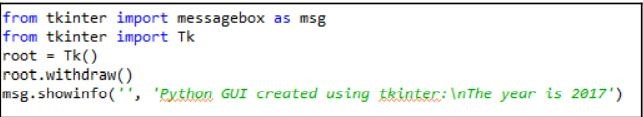 from tkinter import messagebox as msg
from tkinter import Tk
root = Tk()
root.withdraw()
msg.showinfo('', 'Python GUI created using tkinter:\nThe year is 2017')